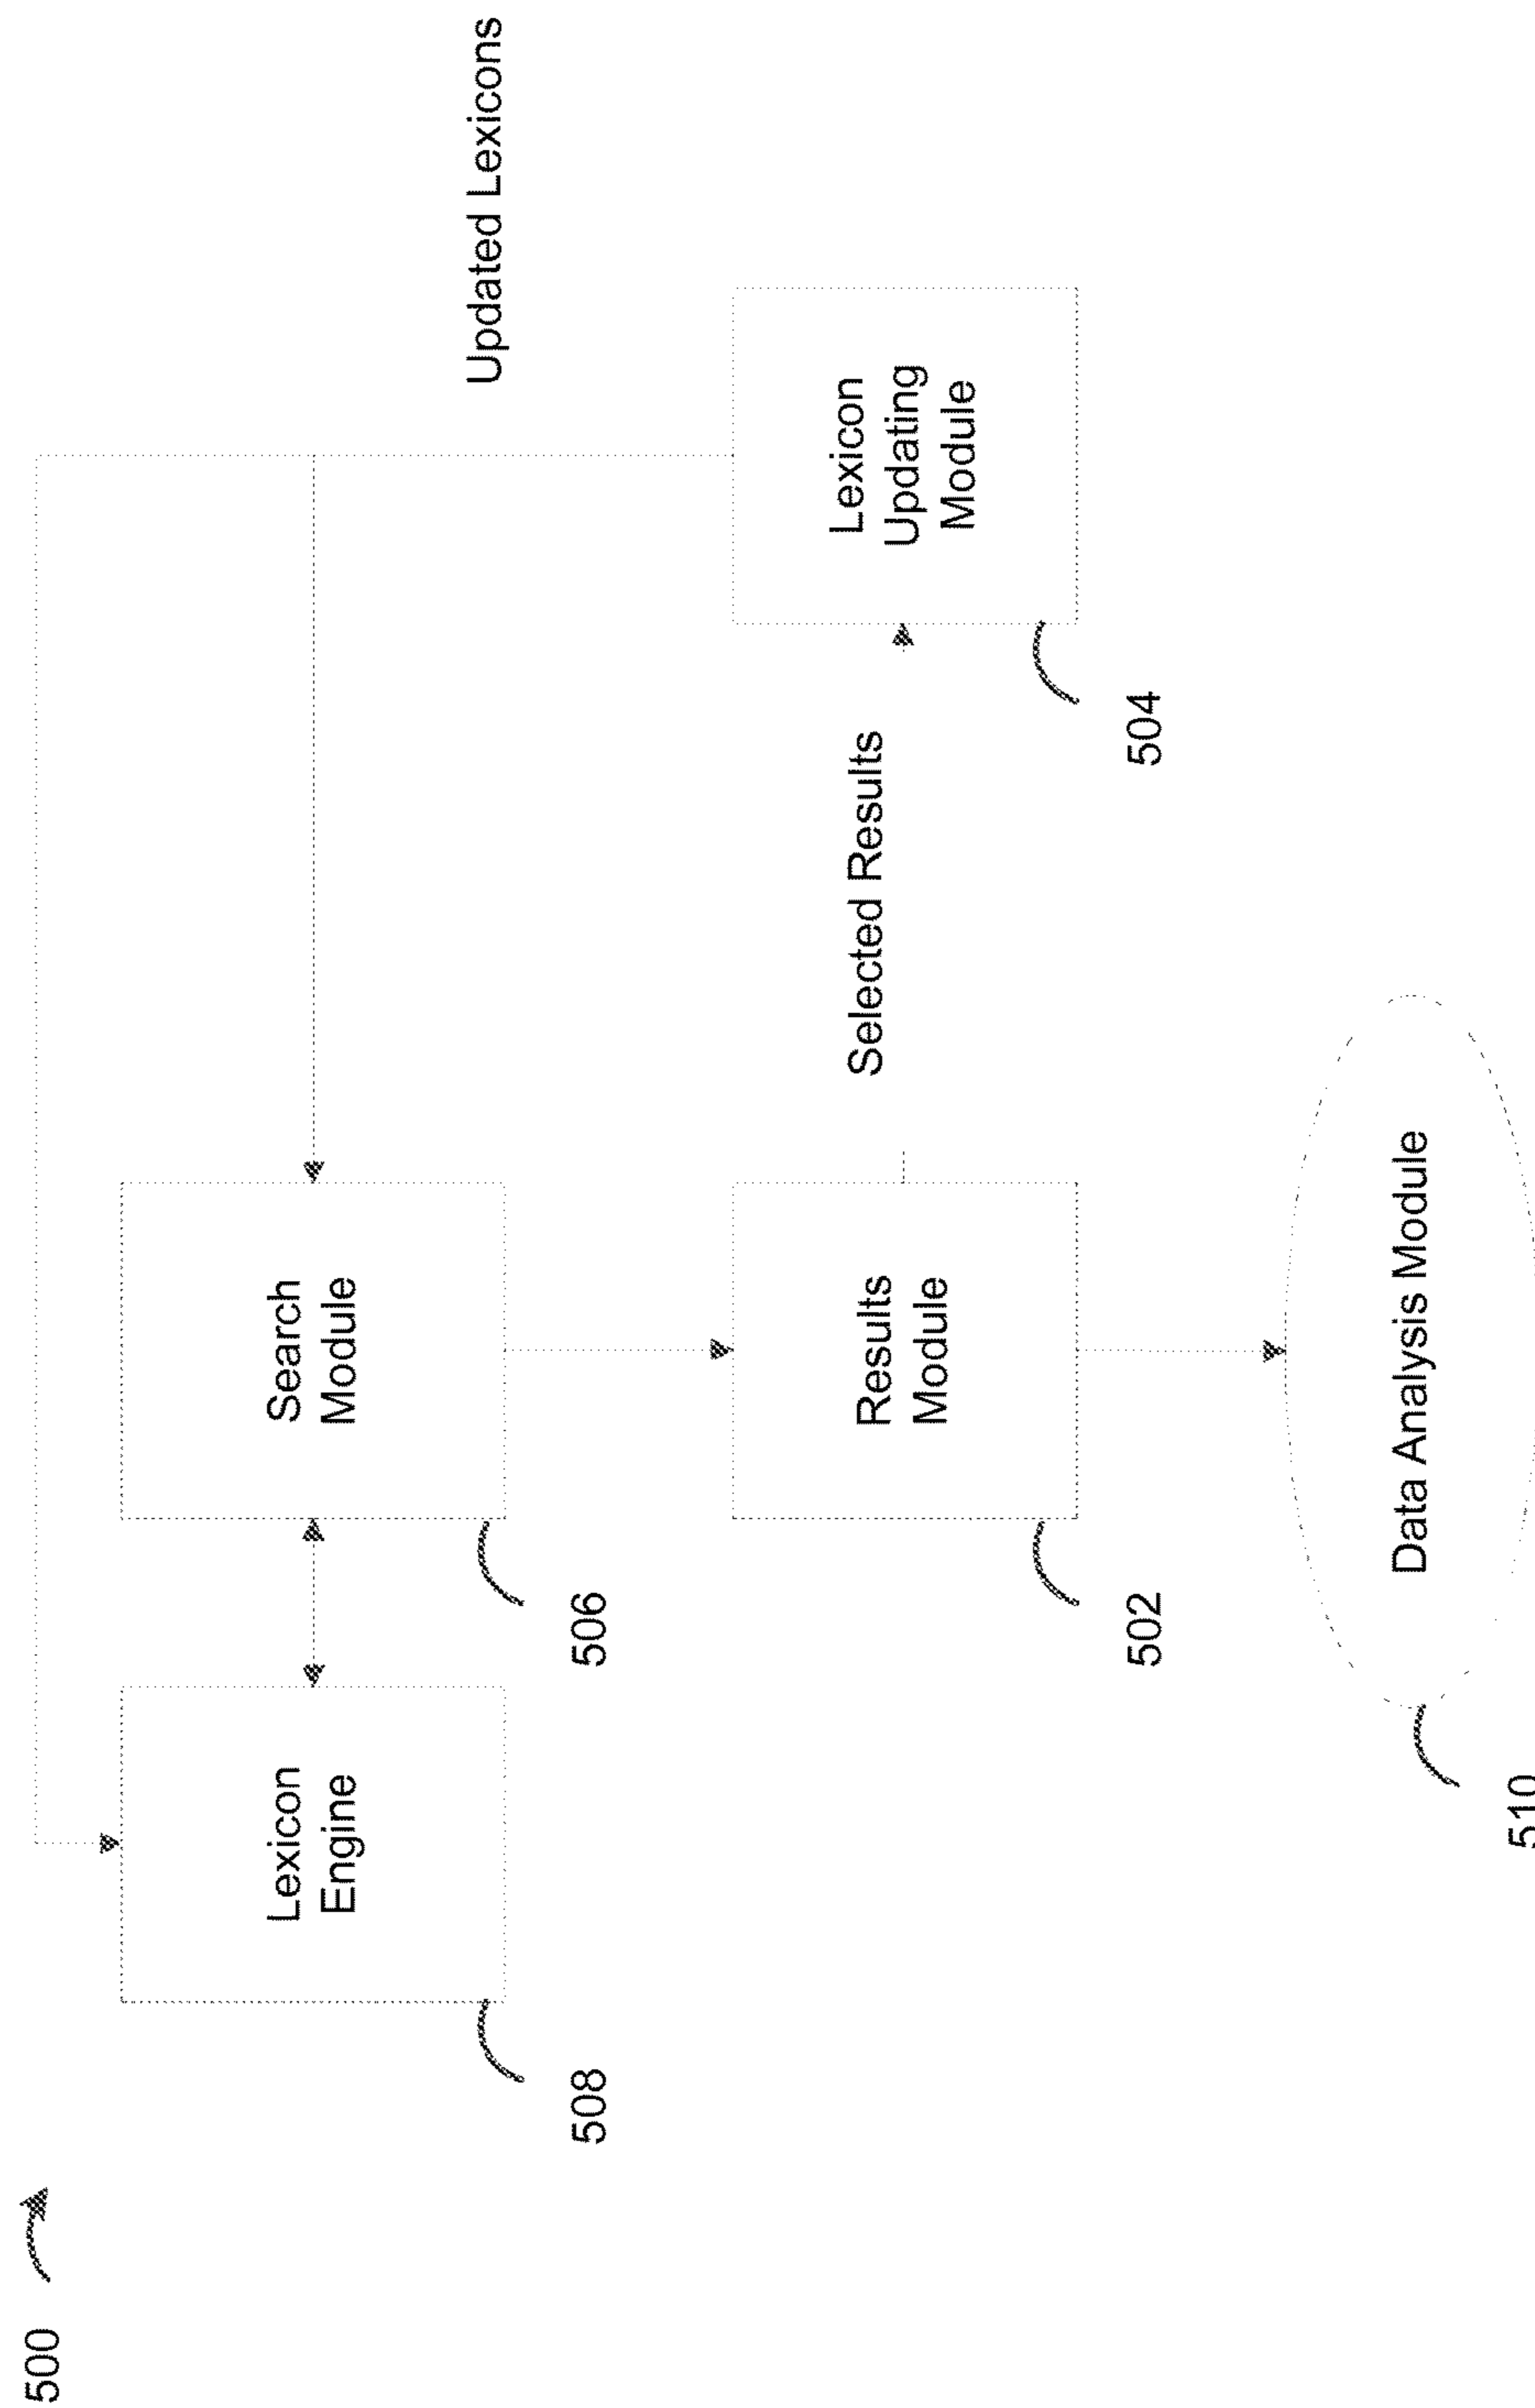 500
Updated Lexicons
Lexicon
Engine
508
Search
Module
506
Results
Module
502
Selected Results
Lexicon
Updating
Module
504
Data Analysis Module
510